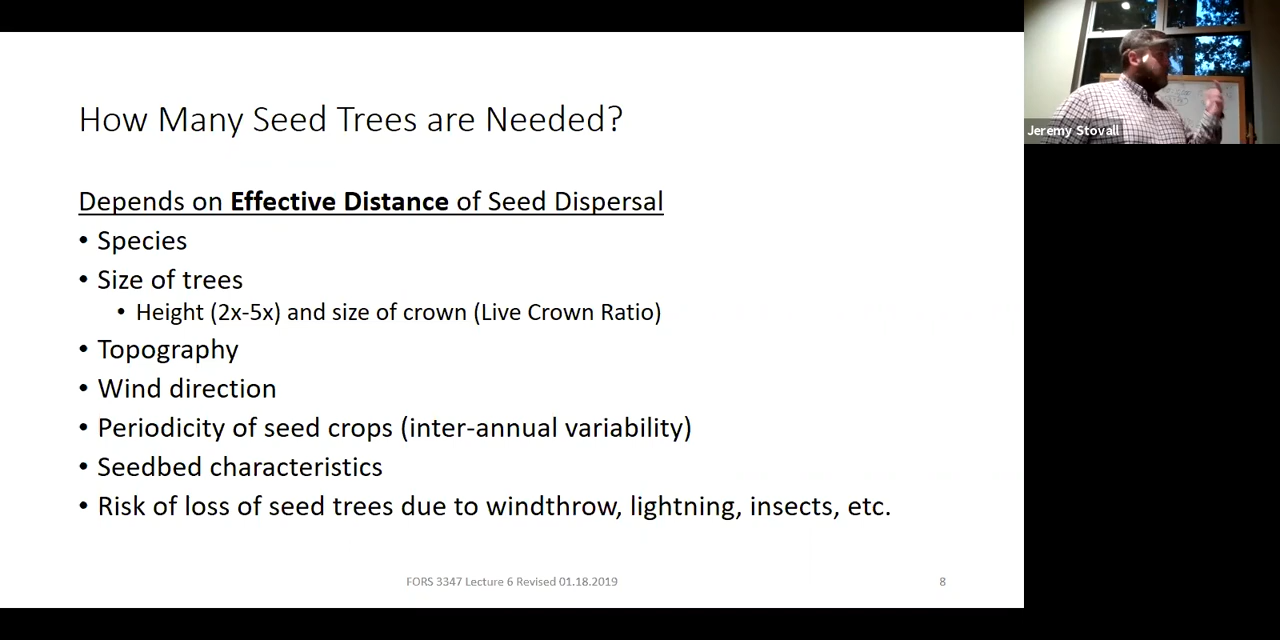 How Many Seed Trees are Needed?
Depends on Effective Distance of Seed Dispersal
• Species
• Size of trees
• Height (2x-5x) and size of crown (Live Crown Ratio)
• Topography
• Wind direction
• Periodicity of seed crops (inter-annual variability)
• Seedbed characteristics
• Risk of loss of seed trees due to windthrow, lightning, insects, etc.
FORS 3347 Lecture 6 Revised 01.18.2019
8
Jeremy Stovall